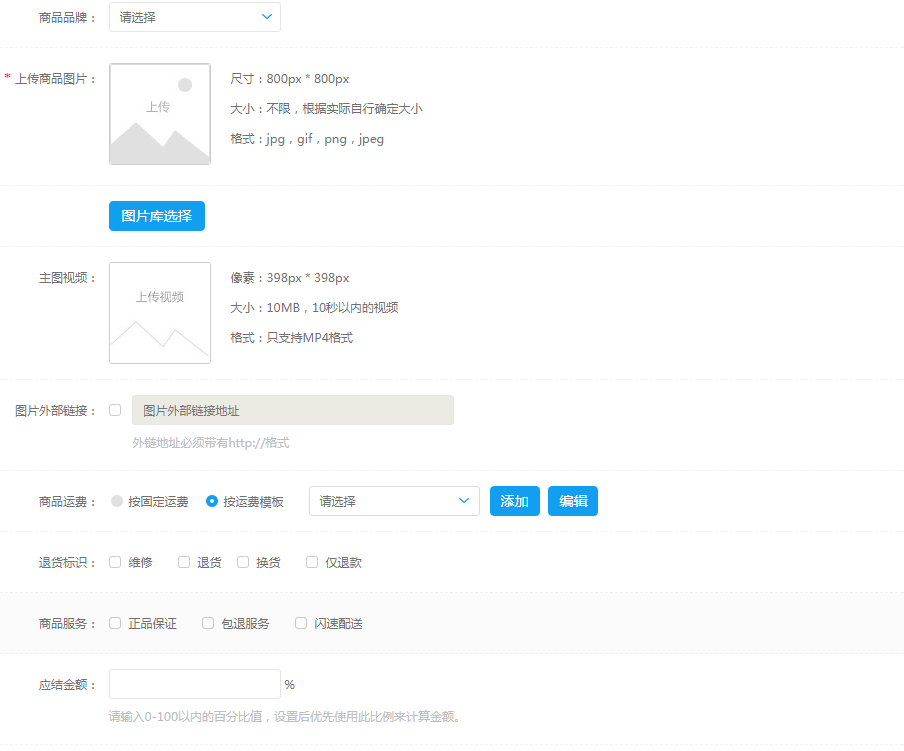 商品品牌： 请选择
* 上传商品图片： 上传 尺寸：800px * 800px
大小：不限，根据实际自行确定大小
格式：jpg，gif，png，jpeg
图片库选择
主图视频： 上传视频 像素：398px * 398px
大小：10MB，10秒以内的视频
格式：只支持MP4格式
图片外部链接： 图片外部链接地址
外链地址必须带有http://格式
商品运费： 按固定运费 按运费模板 请选择 添加 编辑
退货标识： 维修 退货 换货 仅退款
商品服务： 正品保证 包退服务 闪速配送
应结金额： %
请输入0-100以内的百分比值，设置后优先使用此比例来计算金额。